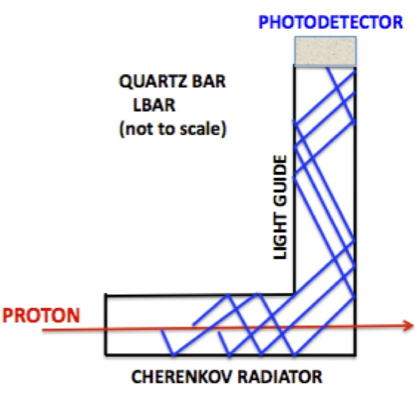 PHOTODETECTOR
QUARTZ BAR
LBAR
(not to scale)
LIGHT GUIDE
PROTON
CHERENKOV RADIATOR